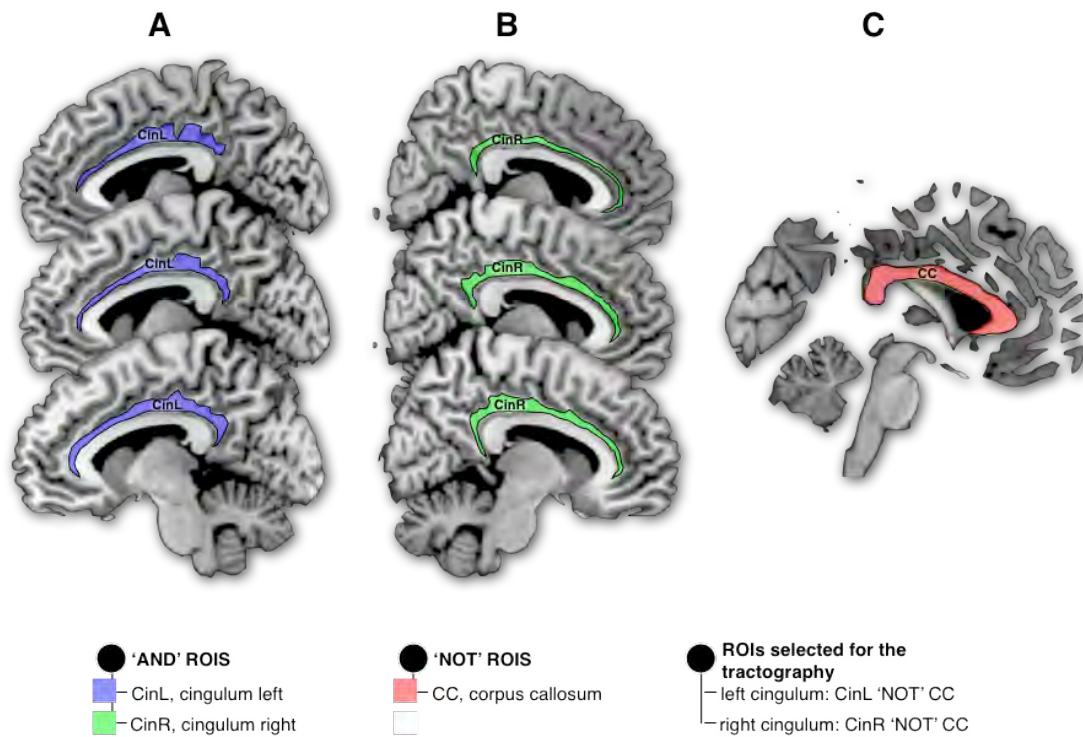 A
B
C
CinL
CinR
CinL
CinR
CC
CinL
CinR
'AND' ROIS
CinL, cingulum left
CinR, cingulum right
'NOT' ROIS
CC, corpus callosum
ROIs selected for the
tractography
left cingulum: CinL 'NOT' CC
right cingulum: CinR 'NOT' CC